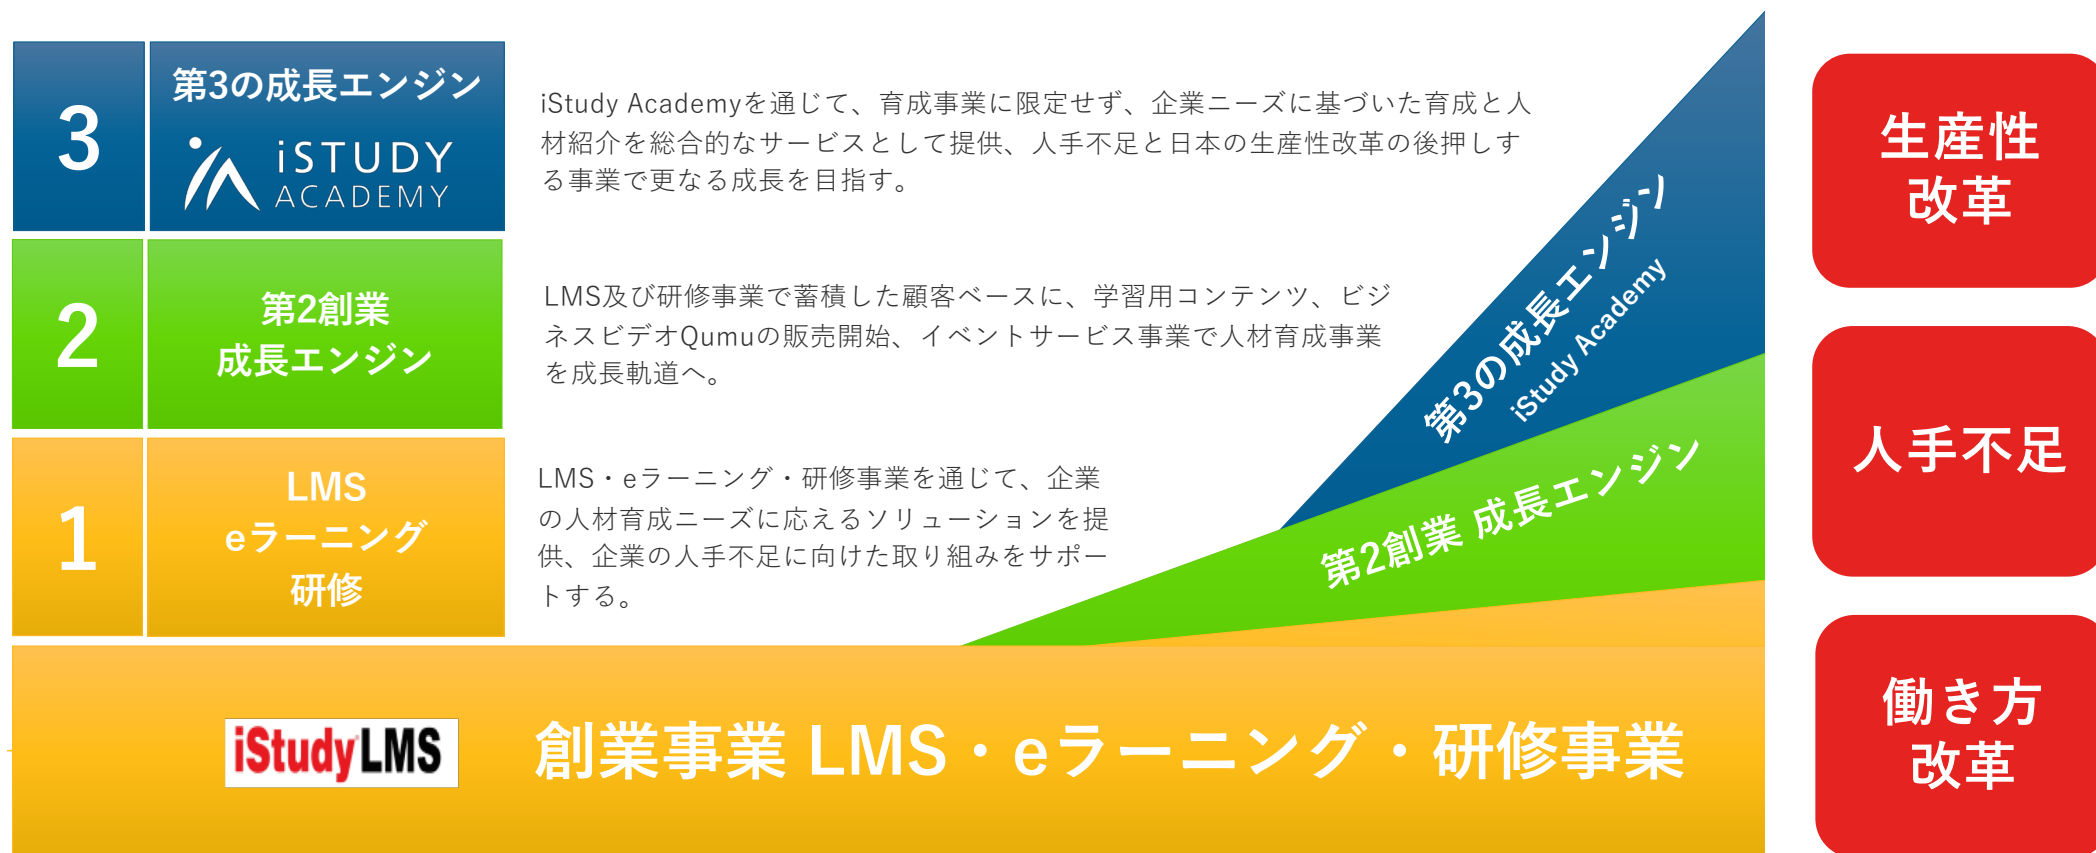 3
第3の成長エンジン
iSTUDY
ACADEMY
iStudy Academyを通じて、育成事業に限定せず、企業ニーズに基づいた育成と人
材紹介を総合的なサービスとして提供、人手不足と日本の生産性改革の後押しす
る事業で更なる成長を目指す。
2
第2創業
成長エンジン
LMS及び研修事業で蓄積した顧客ベースに、学習用コンテンツ、ビジ
ネスビデオQumuの販売開始、イベントサービス事業で人材育成事業
を成長軌道へ。
1
LMS
eラーニング
研修
LMS・eラーニング・研修事業を通じて、企業
の人材育成ニーズに応えるソリューションを提
供、企業の人手不足に向けた取り組みをサポー
トする。
第3の成長エンジン
iStudy Academy
第2創業 成長エンジン
iStudy LMS
創業事業 LMS・eラーニング・研修事業
生産性
改革
人手不足
働き方
改革